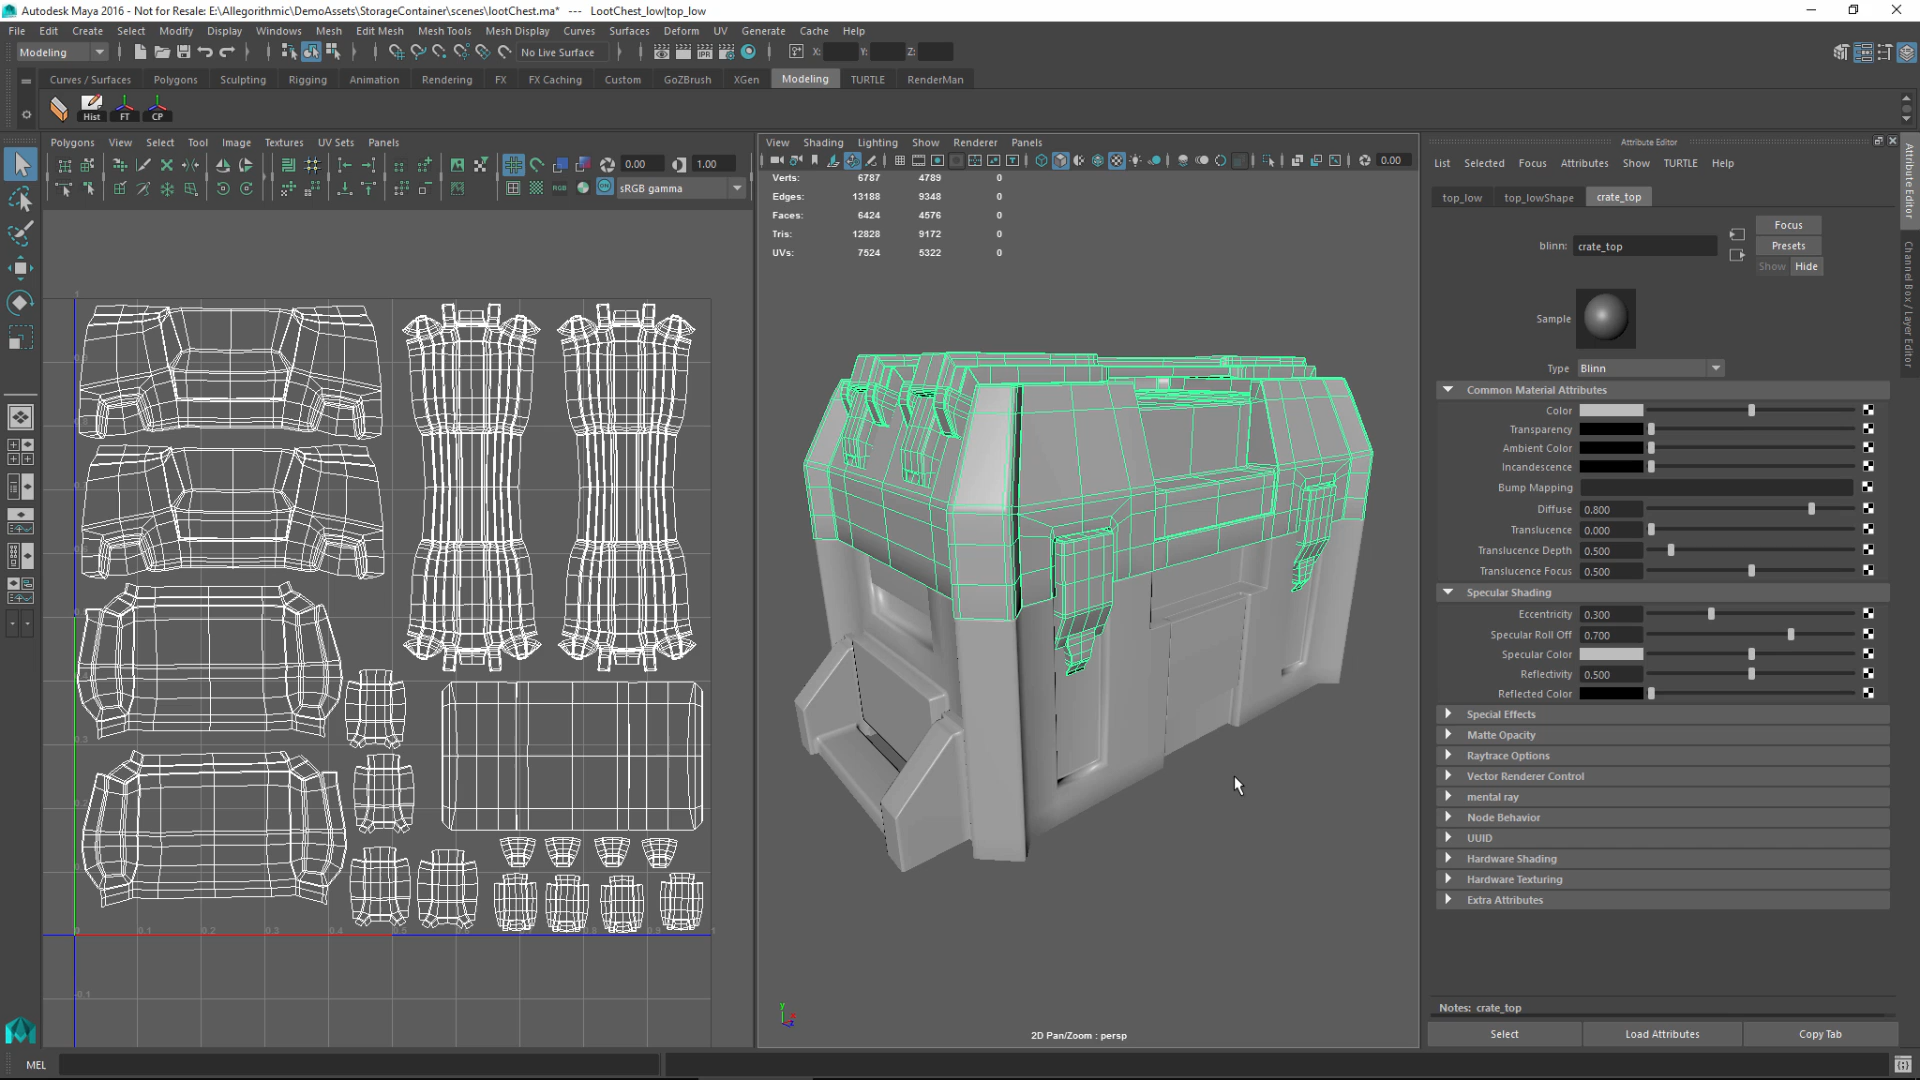 Autodesk Maya 2016 - Not for Resale: E:\Allegorithmic\DemoAssets\StorageContainer\scenes\lootChest.ma* --- LootChest_low|top_low
File Edit Create Select Modify Display Windows Mesh Edit Mesh Mesh Tools Mesh Display Curves Surfaces Deform UV Generate Cache Help
Modeling No Live Surface X: Y: Z:
Curves / Surfaces Polygons Sculpting Rigging Animation Rendering FX FX Caching Custom GoZBrush XGen Modeling TURTLE RenderMan
Hist FT CP
Polygons View Select Tool Image Textures UV Sets Panels
0.00 1.00
sRGB gamma
View Shading Lighting Show Renderer Panels
0.00
Verts: 6787 4789 0
Edges: 13188 9348 0
Faces: 6424 4576 0
Tris: 12828 9172 0
UVs: 7524 5322 0
2D Pan/Zoom : persp
Attribute Editor
List Selected Focus Attributes Show TURTLE Help
top_low top_lowShape crate_top
blinn: crate_top
Focus
Presets
Show Hide
Sample
Type Blinn
Common Material Attributes
Color
Transparency
Ambient Color
Incandescence
Bump Mapping
Diffuse 0.800
Translucence 0.000
Translucence Depth 0.500
Translucence Focus 0.500
Specular Shading
Eccentricity 0.300
Specular Roll Off 0.700
Specular Color
Reflectivity 0.500
Reflected Color
Special Effects
Matte Opacity
Raytrace Options
Vector Renderer Control
mental ray
Node Behavior
UUID
Hardware Shading
Hardware Texturing
Extra Attributes
Notes: crate_top
Select Load Attributes Copy Tab
Attribute Editor
Channel Box / Layer Editor
MEL